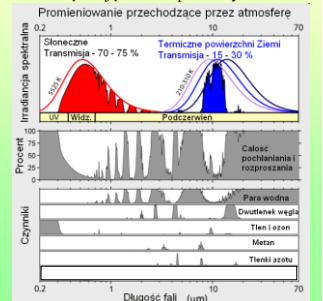 Promieniowanie przechodzące przez atmosferę
0.2 1 10 70
Słoneczne
Transmisja - 70 - 75 %
Termiczne powierzchni Ziemi
Transmisja - 15 - 30 %
Irradiancja spektralna
5525 K
210-310 K
UV Widz. Podczerwień
Procent
100
75
50
25
0
Całość
pochłaniania i
rozpraszania
Czynniki
Para wodna
Dwutlenek węgla
Tlen i ozon
Metan
Tlenki azotu
0.2 1 10 70
Długość fali (μm)